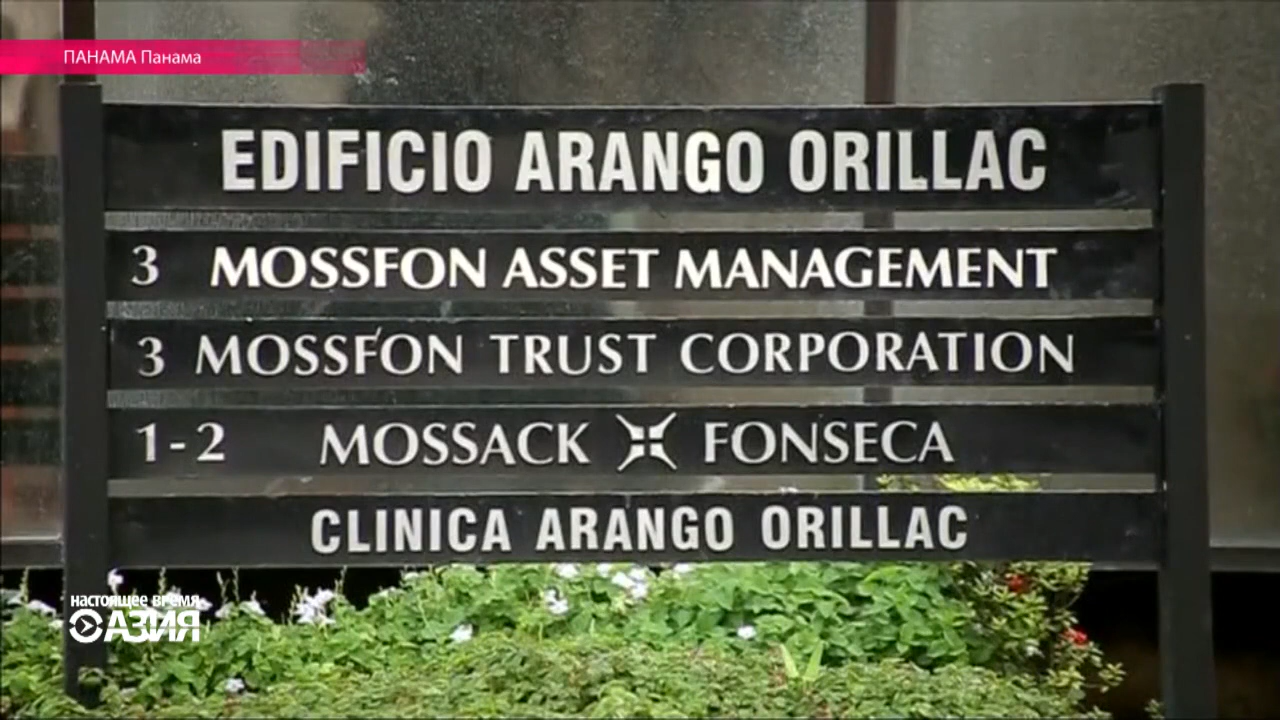 ПАНАМА Панама
EDIFICIO ARANGO ORILLAC
3 MOSSFON ASSET MANAGEMENT
3 MOSSFON TRUST CORPORATION
1-2 MOSSACK FONSECA
CLINICA ARANGO ORILLAC
настоящее время
АЗИЯ